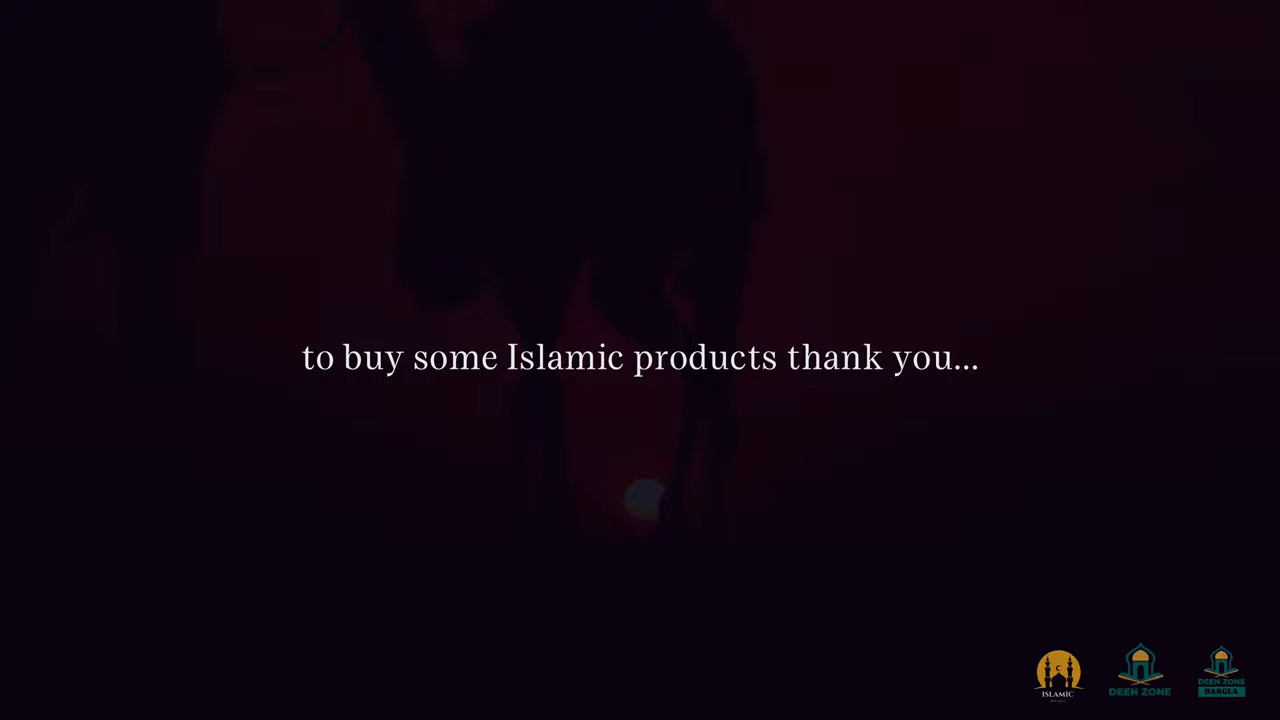 to buy some Islamic products thank you...
ISLAMIC
DEEN ZONE
DEEN ZONE
BANGLA